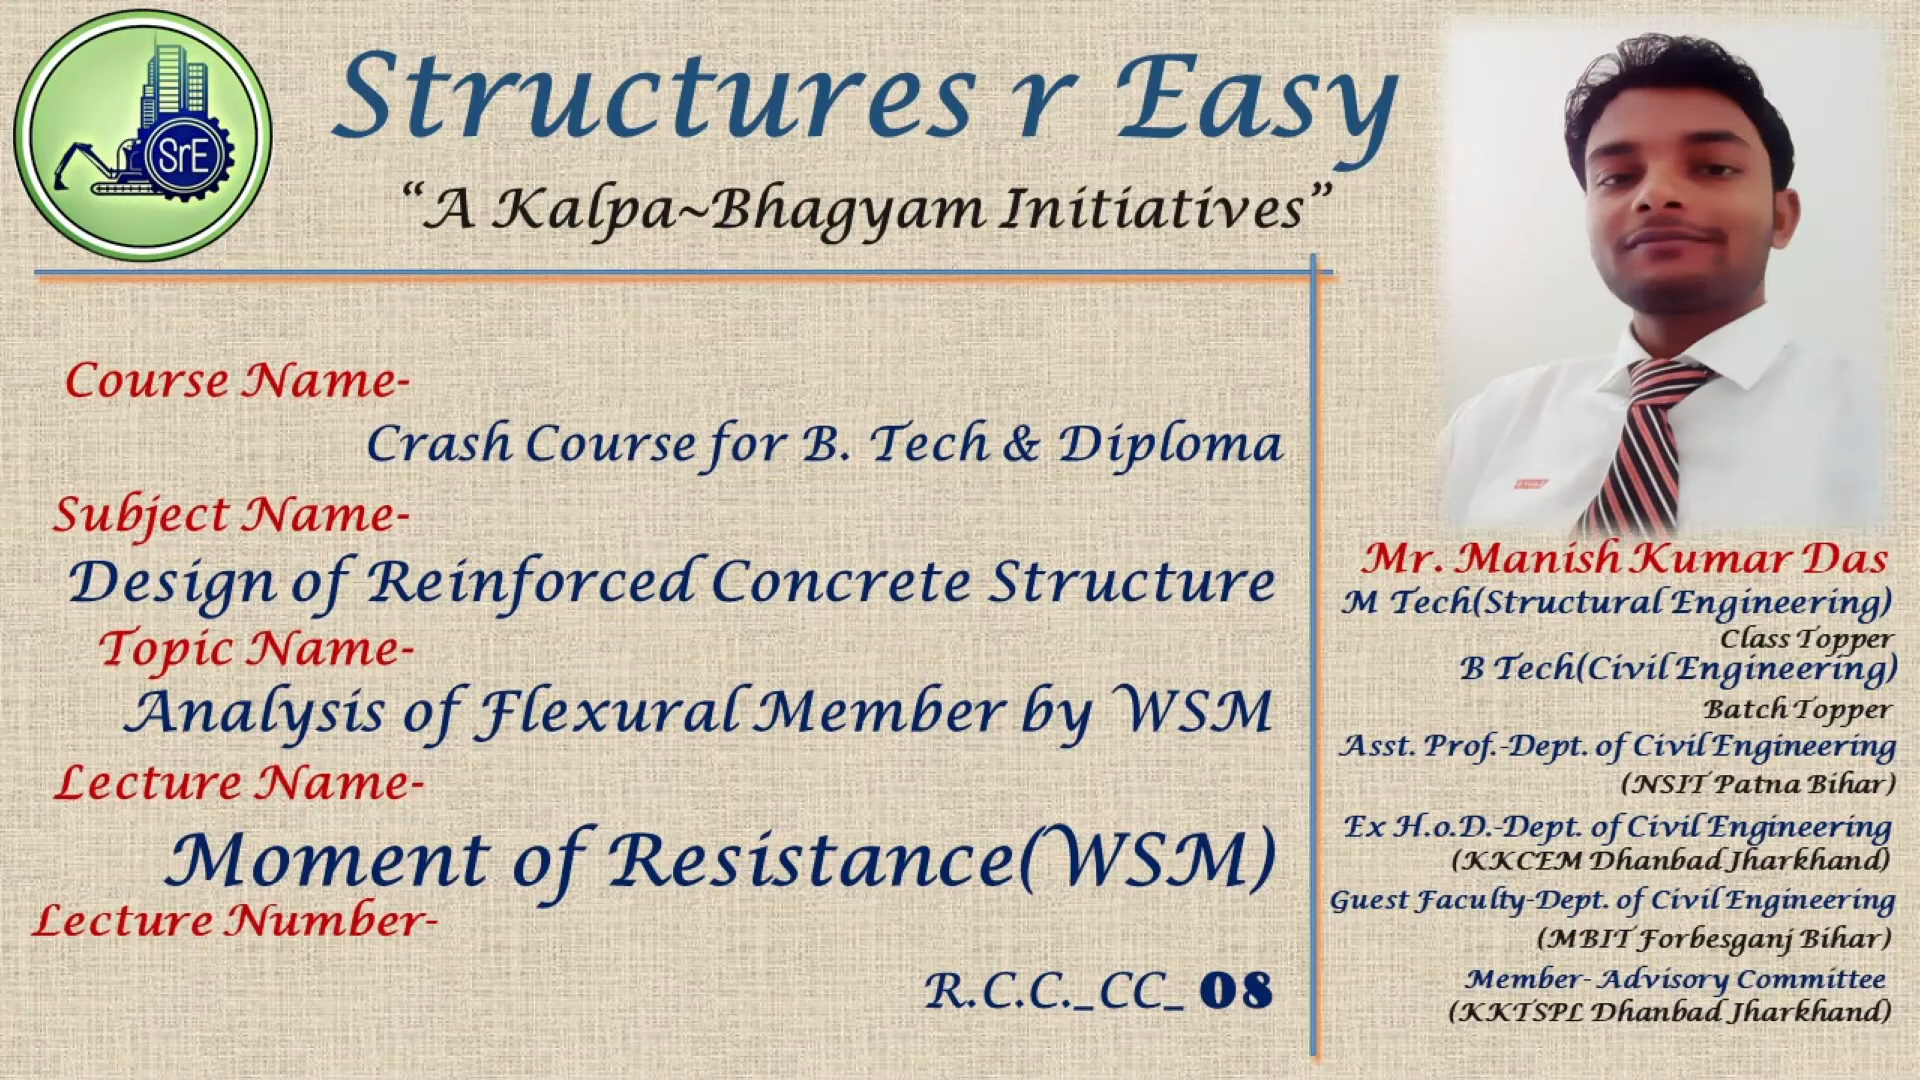 SrE
Structures r Easy
“A Kalpa~Bhagyam Initiatives”
Course Name-
Crash Course for B. Tech & Diploma
Subject Name-
Design of Reinforced Concrete Structure
Topic Name-
Analysis of Flexural Member by WSM
Lecture Name-
Moment of Resistance(WSM)
Lecture Number-
R.C.C._CC_ 08
Mr. Manish Kumar Das
M Tech(Structural Engineering)
Class Topper
B Tech(Civil Engineering)
Batch Topper
Asst. Prof.-Dept. of Civil Engineering
(NSIT Patna Bihar)
Ex H.o.D.-Dept. of Civil Engineering
(KKCEM Dhanbad Jharkhand)
Guest Faculty-Dept. of Civil Engineering
(MBIT Forbesganj Bihar)
Member- Advisory Committee
(KKTSPL Dhanbad Jharkhand)